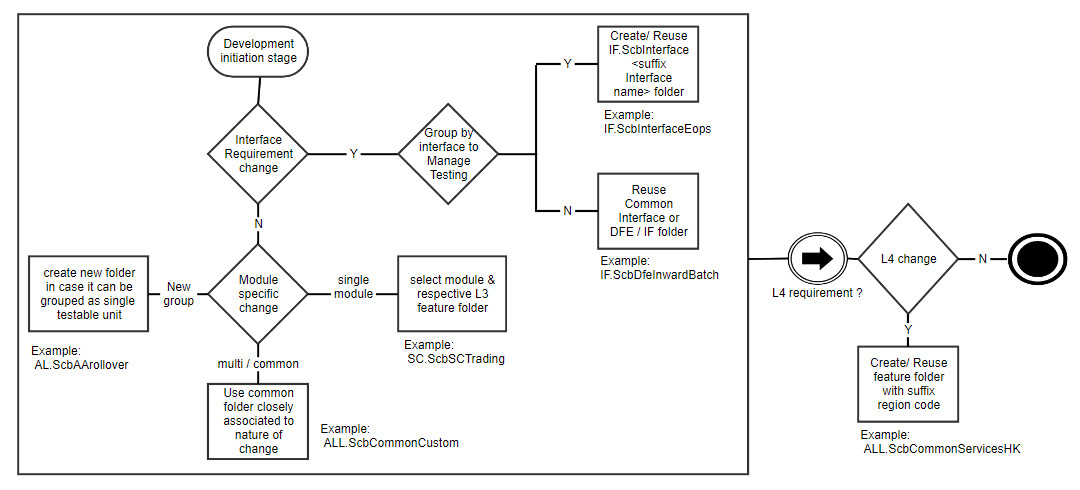 Development
initiation stage
Interface
Requirement
change
Y
Group by
interface to
Manage
Testing
Y
Create/ Reuse
IF.ScbInterface
<suffix
Interface
name> folder
Example:
IF.ScbInterfaceEops
N
Reuse
Common
Interface or
DFE / IF folder
Example:
IF.ScbDfeInwardBatch
N
Module
specific
change
New
group
create new folder
in case it can be
grouped as single
testable unit
Example:
AL.ScbAArollover
single
module
select module &
respective L3
feature folder
Example:
SC.ScbSCTrading
multi / common
Use common
folder closely
associated to
nature of
change
Example:
ALL.ScbCommonCustom
L4 requirement ?
L4 change
N
Y
Create/ Reuse
feature folder
with suffix
region code
Example:
ALL.ScbCommonServicesHK